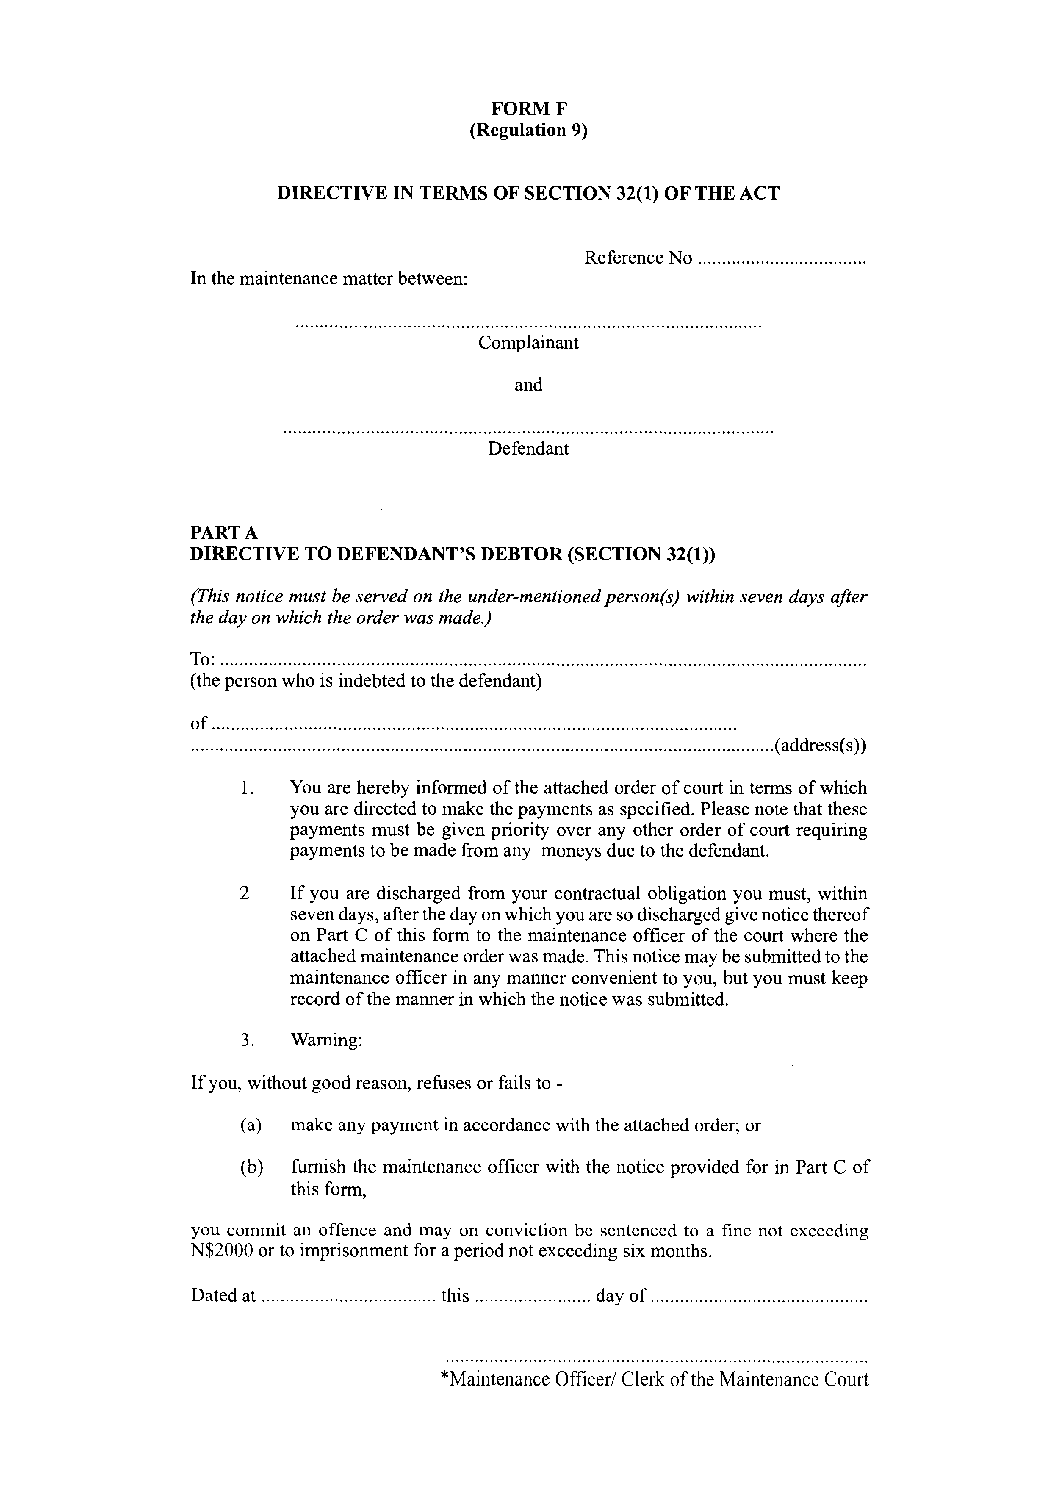 FORM F
(Regulation 9)
DIRECTIVE IN TERMS OF SECTION 32(1) OF THE ACT
Reference No ...................................
In the maintenance matter between:
................................................................................................
Complainant
and
.....................................................................................................
Defendant
PART A
DIRECTIVE TO DEFENDANT'S DEBTOR (SECTION 32(1))
(This notice must be served on the under-mentioned person(s) within seven days after
the day on which the order was made.)
To: ......................................................................................................................................
(the person who is indebted to the defendant)
of .............................................................................................................
.........................................................................................................................(address(s))
1. You are hereby informed of the attached order of court in terms of which
you are directed to make the payments as specified. Please note that these
payments must be given priority over any other order of court requiring
payments to be made from any moneys due to the defendant.
2 If you are discharged from your contractual obligation you must, within
seven days, after the day on which you are so discharged give notice thereof
on Part C of this form to the maintenance officer of the court where the
attached maintenance order was made. This notice may be submitted to the
maintenance officer in any manner convenient to you, but you must keep
record of the manner in which the notice was submitted.
3. Warning:
If you, without good reason, refuses or fails to -
(a) make any payment in accordance with the attached order; or
(b) furnish the maintenance officer with the notice provided for in Part C of
this form,
you commit an offence and may on conviction be sentenced to a fine not exceeding
N$2000 or to imprisonment for a period not exceeding six months.
Dated at .................................... this ........................ day of .............................................
.......................................................................................
*Maintenance Officer/ Clerk of the Maintenance Court